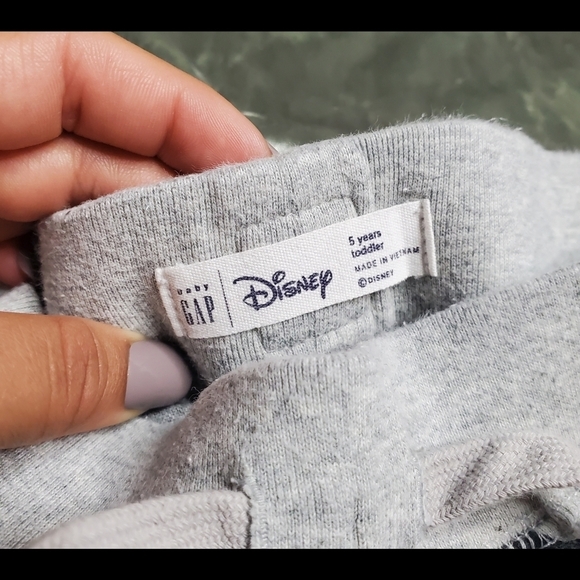 baby
GAP
Disney
5 years
toddler
MADE IN VIETNAM
©DISNEY